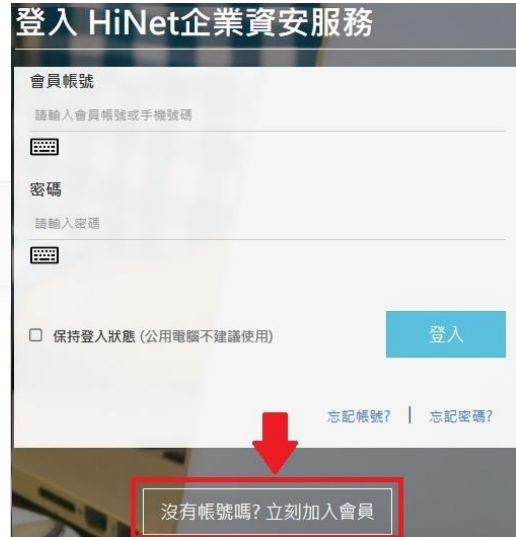 登入 HiNet企業資安服務
會員帳號
請輸入會員帳號或手機號碼
密碼
請輸入密碼
保持登入狀態 (公用電腦不建議使用)
登入
忘記帳號? | 忘記密碼?
沒有帳號嗎? 立刻加入會員